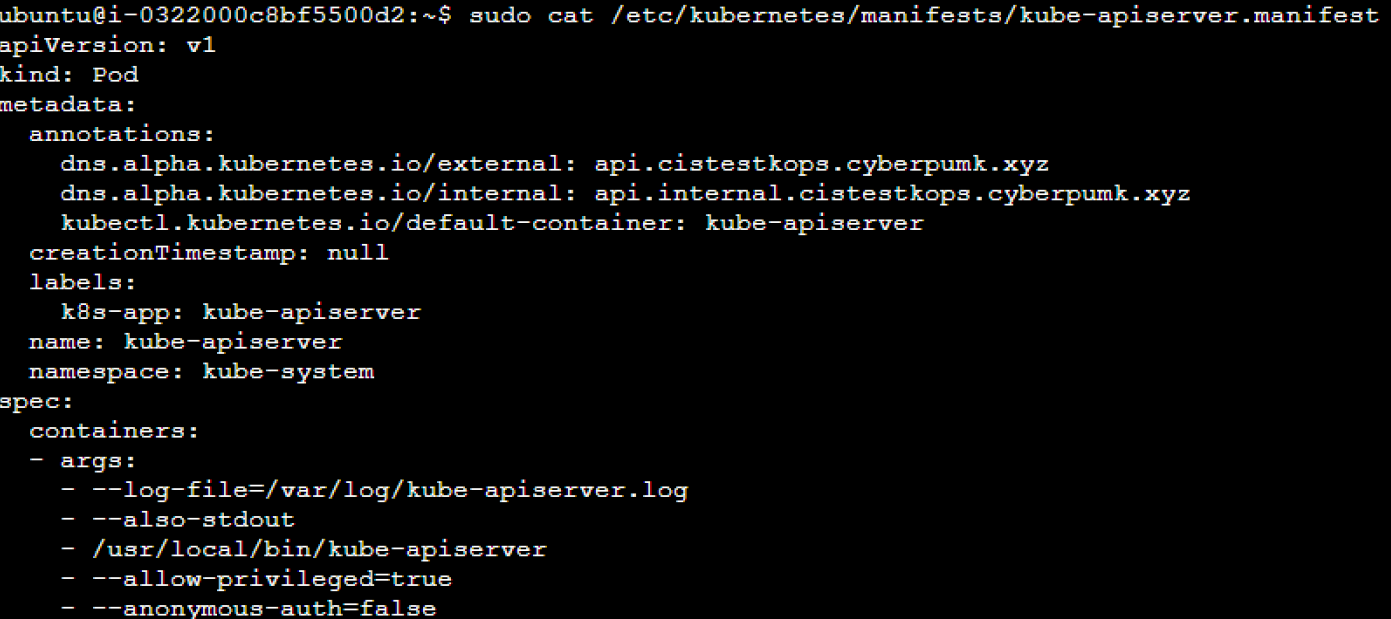 ubuntu@i-0322000c8bf5500d2:~$ sudo cat /etc/kubernetes/manifests/kube-apiserver.manifest
apiVersion: v1
kind: Pod
metadata:
  annotations:
    dns.alpha.kubernetes.io/external: api.cistestkops.cyberpumk.xyz
    dns.alpha.kubernetes.io/internal: api.internal.cistestkops.cyberpumk.xyz
    kubectl.kubernetes.io/default-container: kube-apiserver
  creationTimestamp: null
  labels:
    k8s-app: kube-apiserver
  name: kube-apiserver
  namespace: kube-system
spec:
  containers:
  - args:
    - --log-file=/var/log/kube-apiserver.log
    - --also-stdout
    - /usr/local/bin/kube-apiserver
    - --allow-privileged=true
    - --anonymous-auth=false